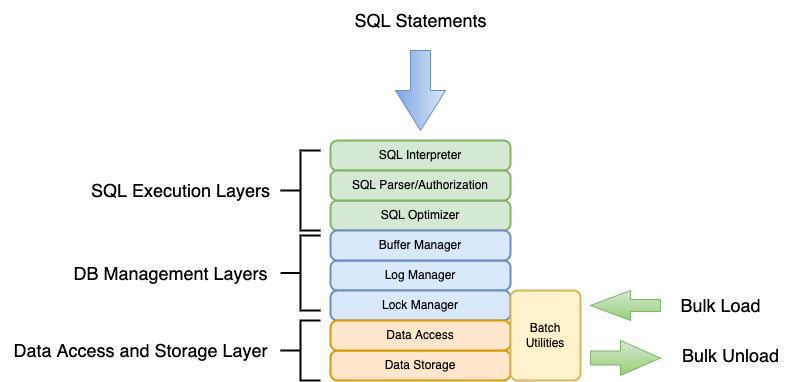 SQL Statements
SQL Execution Layers
SQL Interpreter
SQL Parser/Authorization
SQL Optimizer
DB Management Layers
Buffer Manager
Log Manager
Lock Manager
Data Access and Storage Layer
Data Access
Data Storage
Batch
Utilities
Bulk Load
Bulk Unload